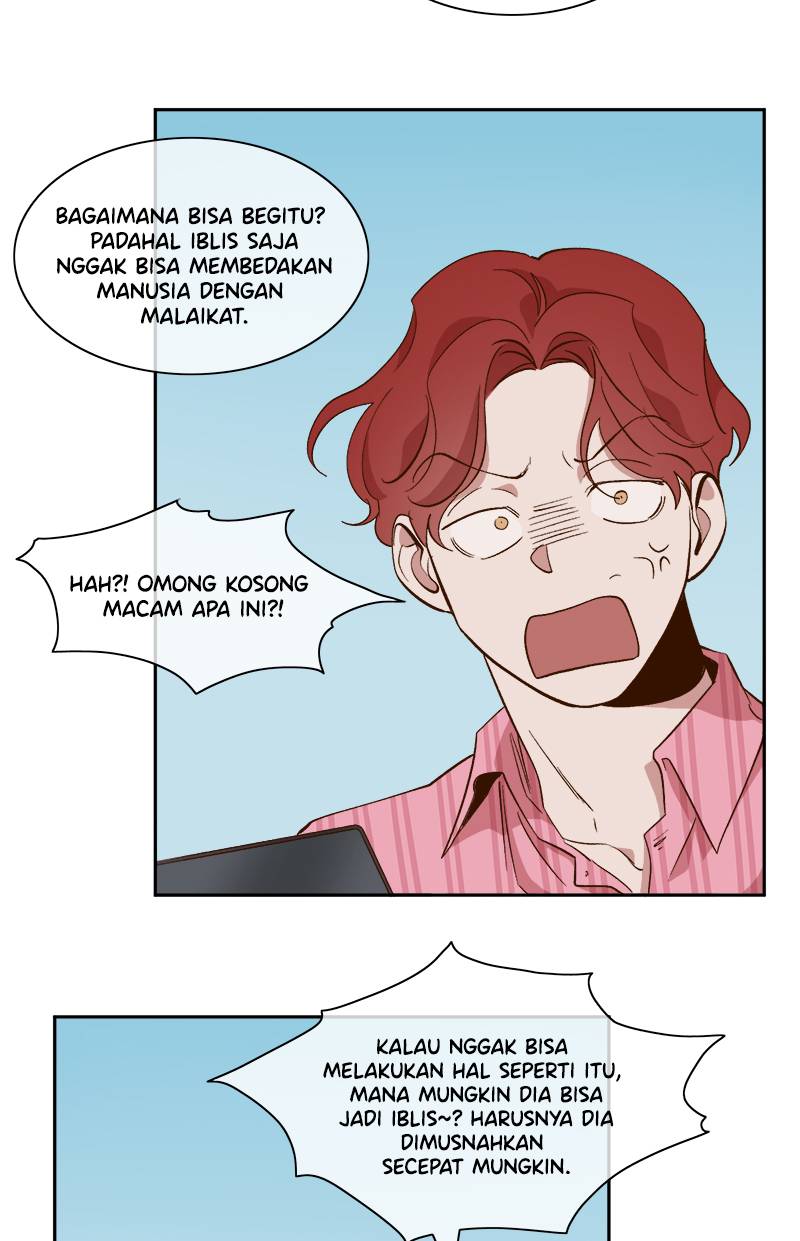 BAGAIMANA BISA BEGITU?
PADAHAL IBLIS SAJA
NGGAK BISA MEMBEDAKAN
MANUSIA DENGAN
MALAIKAT.
HAH?! OMONG KOSONG
MACAM APA INI?!
KALAU NGGAK BISA
MELAKUKAN HAL SEPERTI ITU,
MANA MUNGKIN DIA BISA
JADI IBLIS~? HARUSNYA DIA
DIMUSNAHKAN
SECEPAT MUNGKIN.